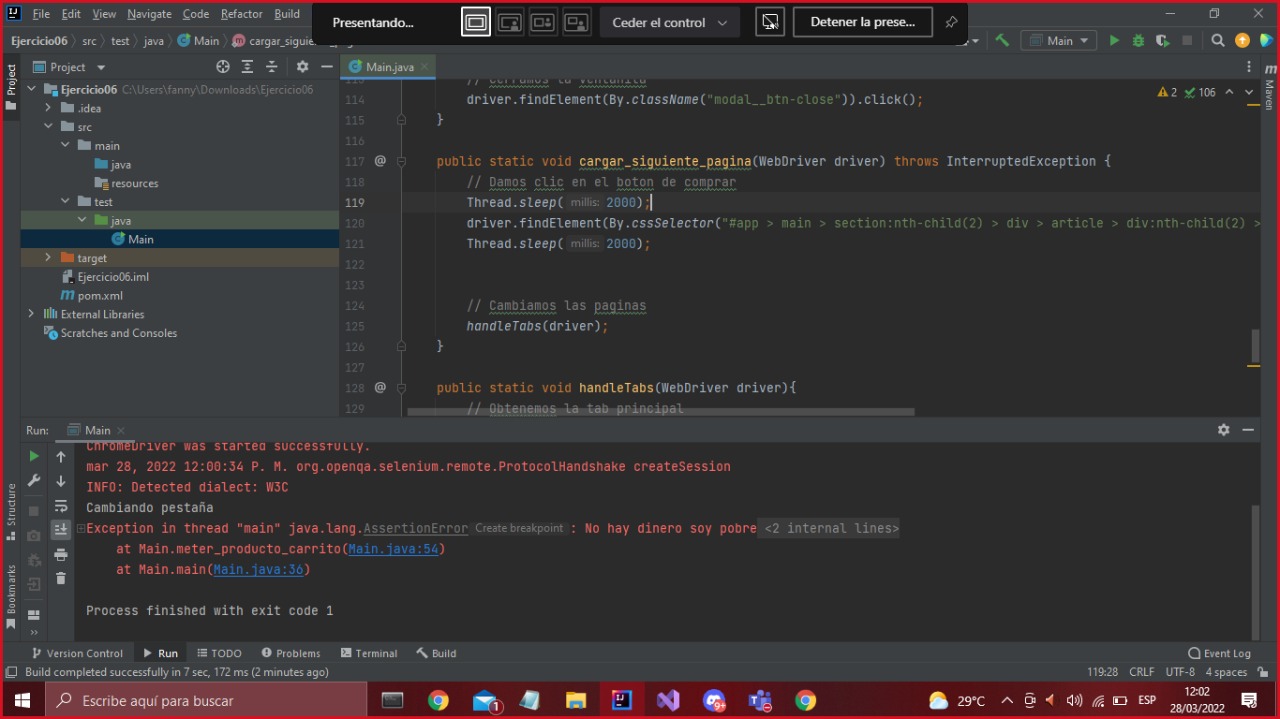 File Edit View Navigate Code Refactor Build
Presentando...
Ceder el control
Detener la prese...
Ejercicio06 src test java Main cargar_siguie
Main
Project
Main.java
Project
Ejercicio06 C:\Users\fanny\Downloads\Ejercicio06
.idea
src
main
java
resources
test
java
Main
target
Ejercicio06.iml
pom.xml
External Libraries
Scratches and Consoles
Maven
2 106
113 // Cerramos la ventanita
114 driver.findElement(By.className("modal__btn-close")).click();
115 }
116
117 @ public static void cargar_siguiente_pagina(WebDriver driver) throws InterruptedException {
118 // Damos clic en el boton de comprar
119 Thread.sleep( millis: 2000);
120 driver.findElement(By.cssSelector("#app > main > section:nth-child(2) > div > article > div:nth-child(2) >
121 Thread.sleep( millis: 2000);
122
123
124 // Cambiamos las paginas
125 handleTabs(driver);
126 }
127
128 @ public static void handleTabs(WebDriver driver){
129 // Obtenemos la tab principal
Run: Main
ChromeDriver was started successfully.
mar 28, 2022 12:00:34 P. M. org.openqa.selenium.remote.ProtocolHandshake createSession
INFO: Detected dialect: W3C
Cambiando pestaña
Exception in thread "main" java.lang.AssertionError Create breakpoint : No hay dinero soy pobre <2 internal lines>
at Main.meter_producto_carrito(Main.java:54)
at Main.main(Main.java:36)
Process finished with exit code 1
Structure
Bookmarks
Version Control Run TODO Problems Terminal Build Event Log
Build completed successfully in 7 sec, 172 ms (2 minutes ago) 119:28 CRLF UTF-8 4 spaces
Escribe aquí para buscar
1
9+
29°C
ESP
12:02
28/03/2022